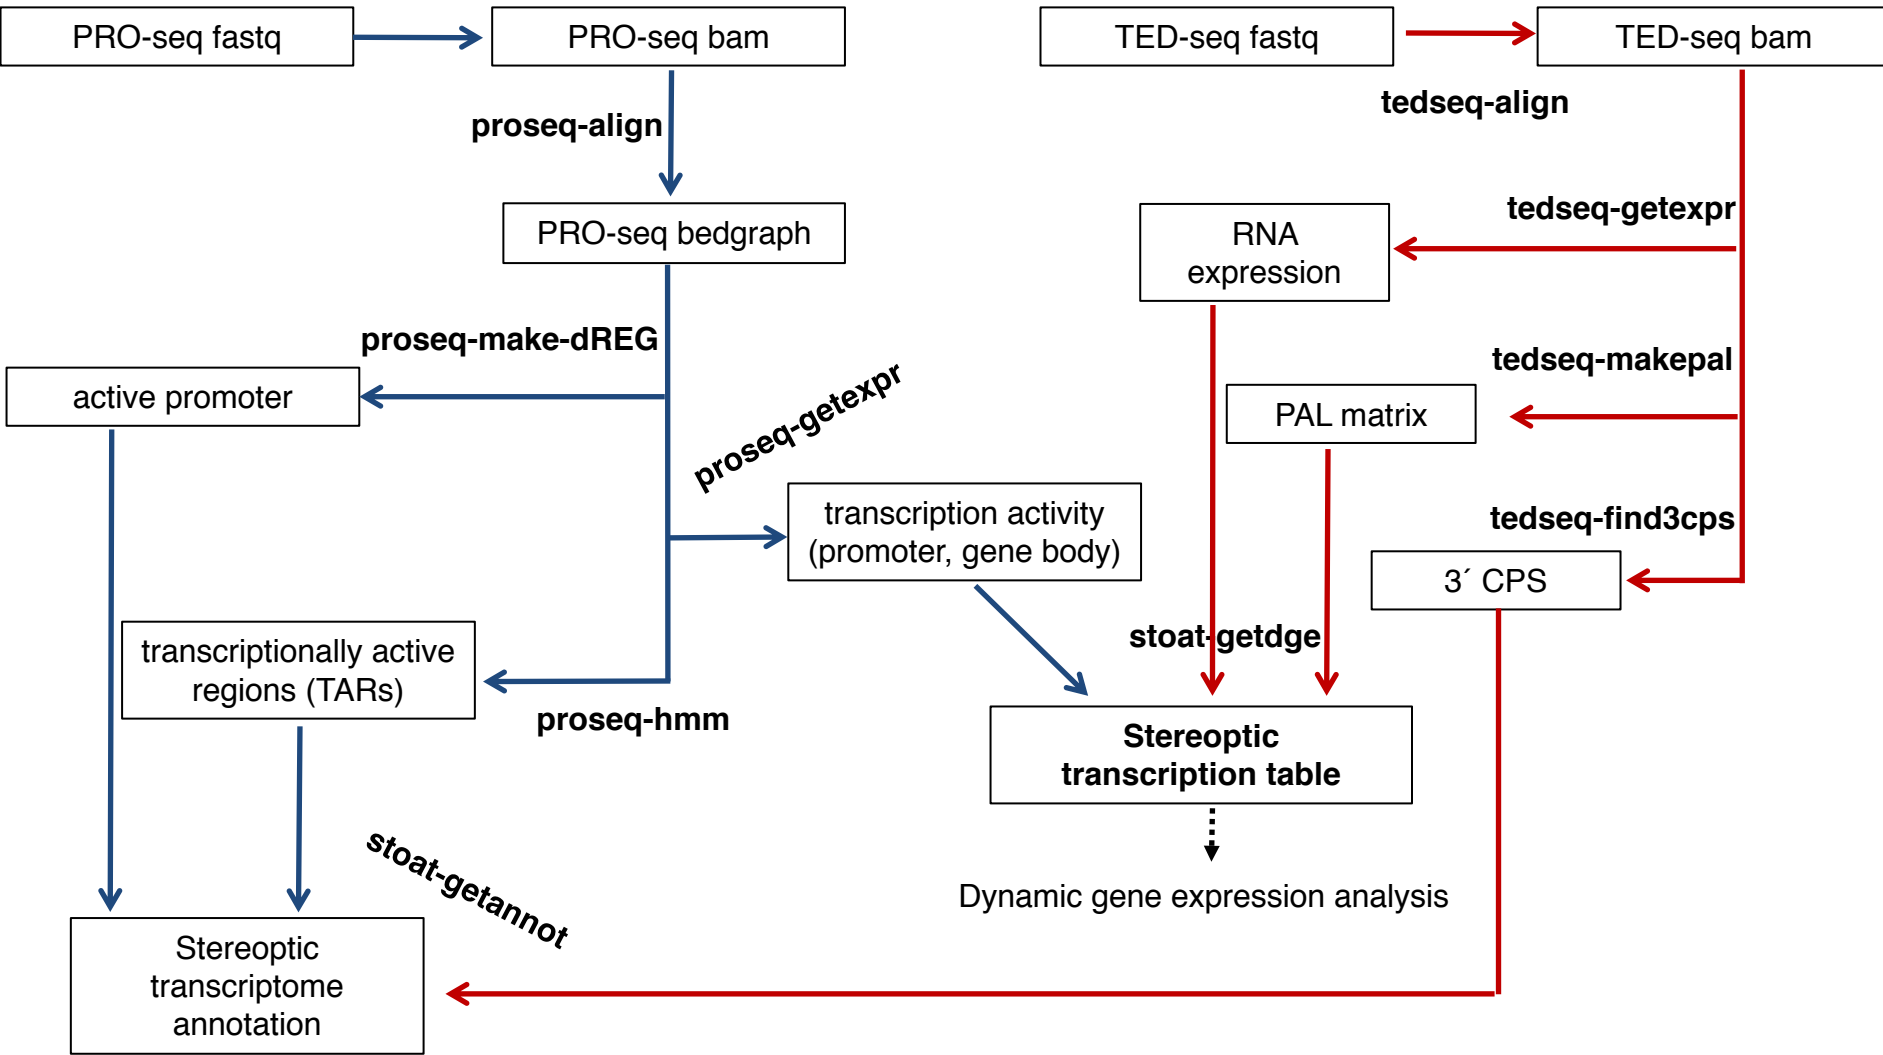 PRO-seq fastq
PRO-seq bam
TED-seq fastq
TED-seq bam
tedseq-align
proseq-align
tedseq-getexpr
PRO-seq bedgraph
RNA
expression
proseq-make-dREG
tedseq-makepal
active promoter
proseq-getexpr
PAL matrix
transcription activity
(promoter, gene body)
tedseq-find3cps
3´ CPS
stoat-getdge
transcriptionally active
regions (TARs)
proseq-hmm
Stereoptic
transcription table
stoat-getannot
Dynamic gene expression analysis
Stereoptic
transcriptome
annotation